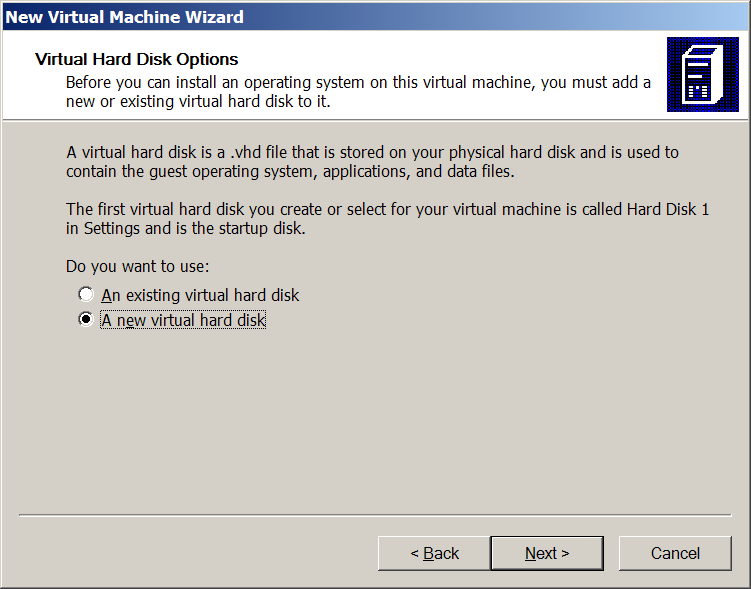 New Virtual Machine Wizard
Virtual Hard Disk Options
Before you can install an operating system on this virtual machine, you must add a
new or existing virtual hard disk to it.
A virtual hard disk is a .vhd file that is stored on your physical hard disk and is used to
contain the guest operating system, applications, and data files.
The first virtual hard disk you create or select for your virtual machine is called Hard Disk 1
in Settings and is the startup disk.
Do you want to use:
An existing virtual hard disk
A new virtual hard disk
< Back Next > Cancel